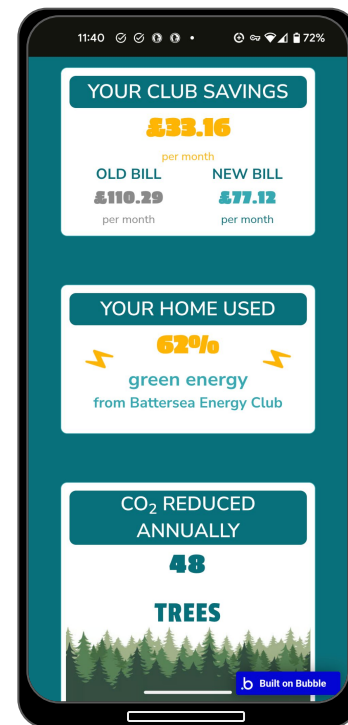 11:40 72%
YOUR CLUB SAVINGS
£33.16
per month
OLD BILL NEW BILL
£110.29 £77.12
per month per month
YOUR HOME USED
62%
green energy
from Battersea Energy Club
CO₂ REDUCED
ANNUALLY
48
TREES
.b Built on Bubble